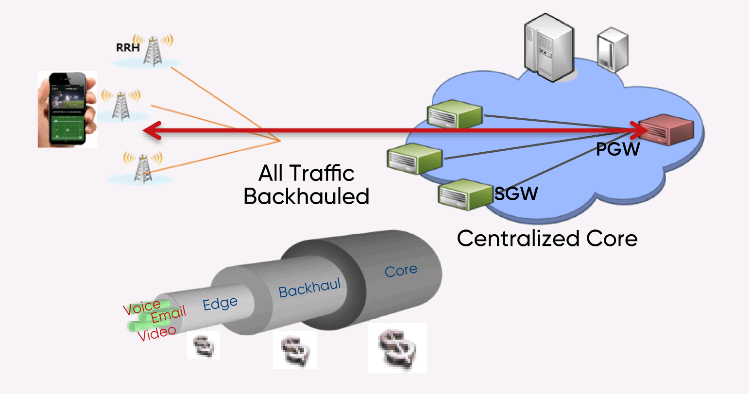 RRH
PGW
SGW
All Traffic
Backhauled
Centralized Core
Core
Backhaul
Edge
Voice
Email
Video
$
$
$